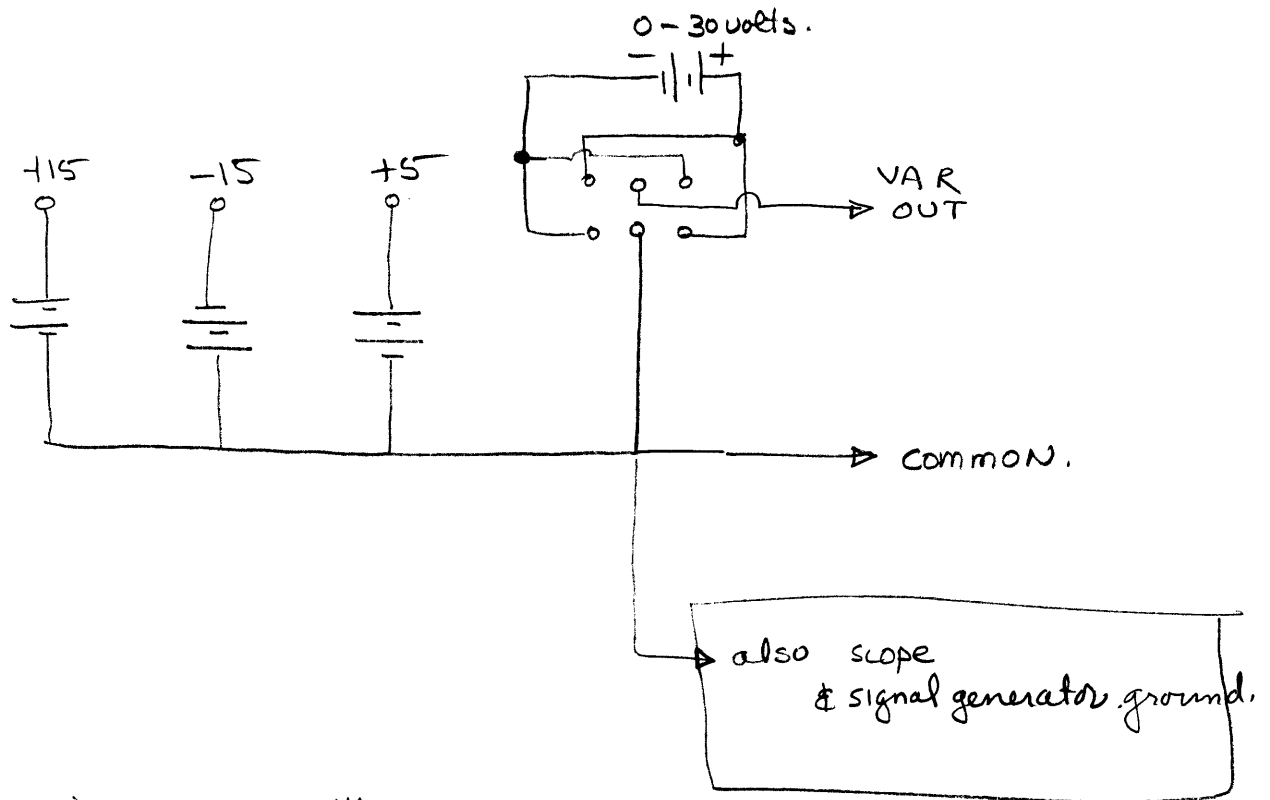 0 - 30 volts.
- +
+15 -15 +5
VAR
OUT
COMMON.
also scope
& signal generator ground.